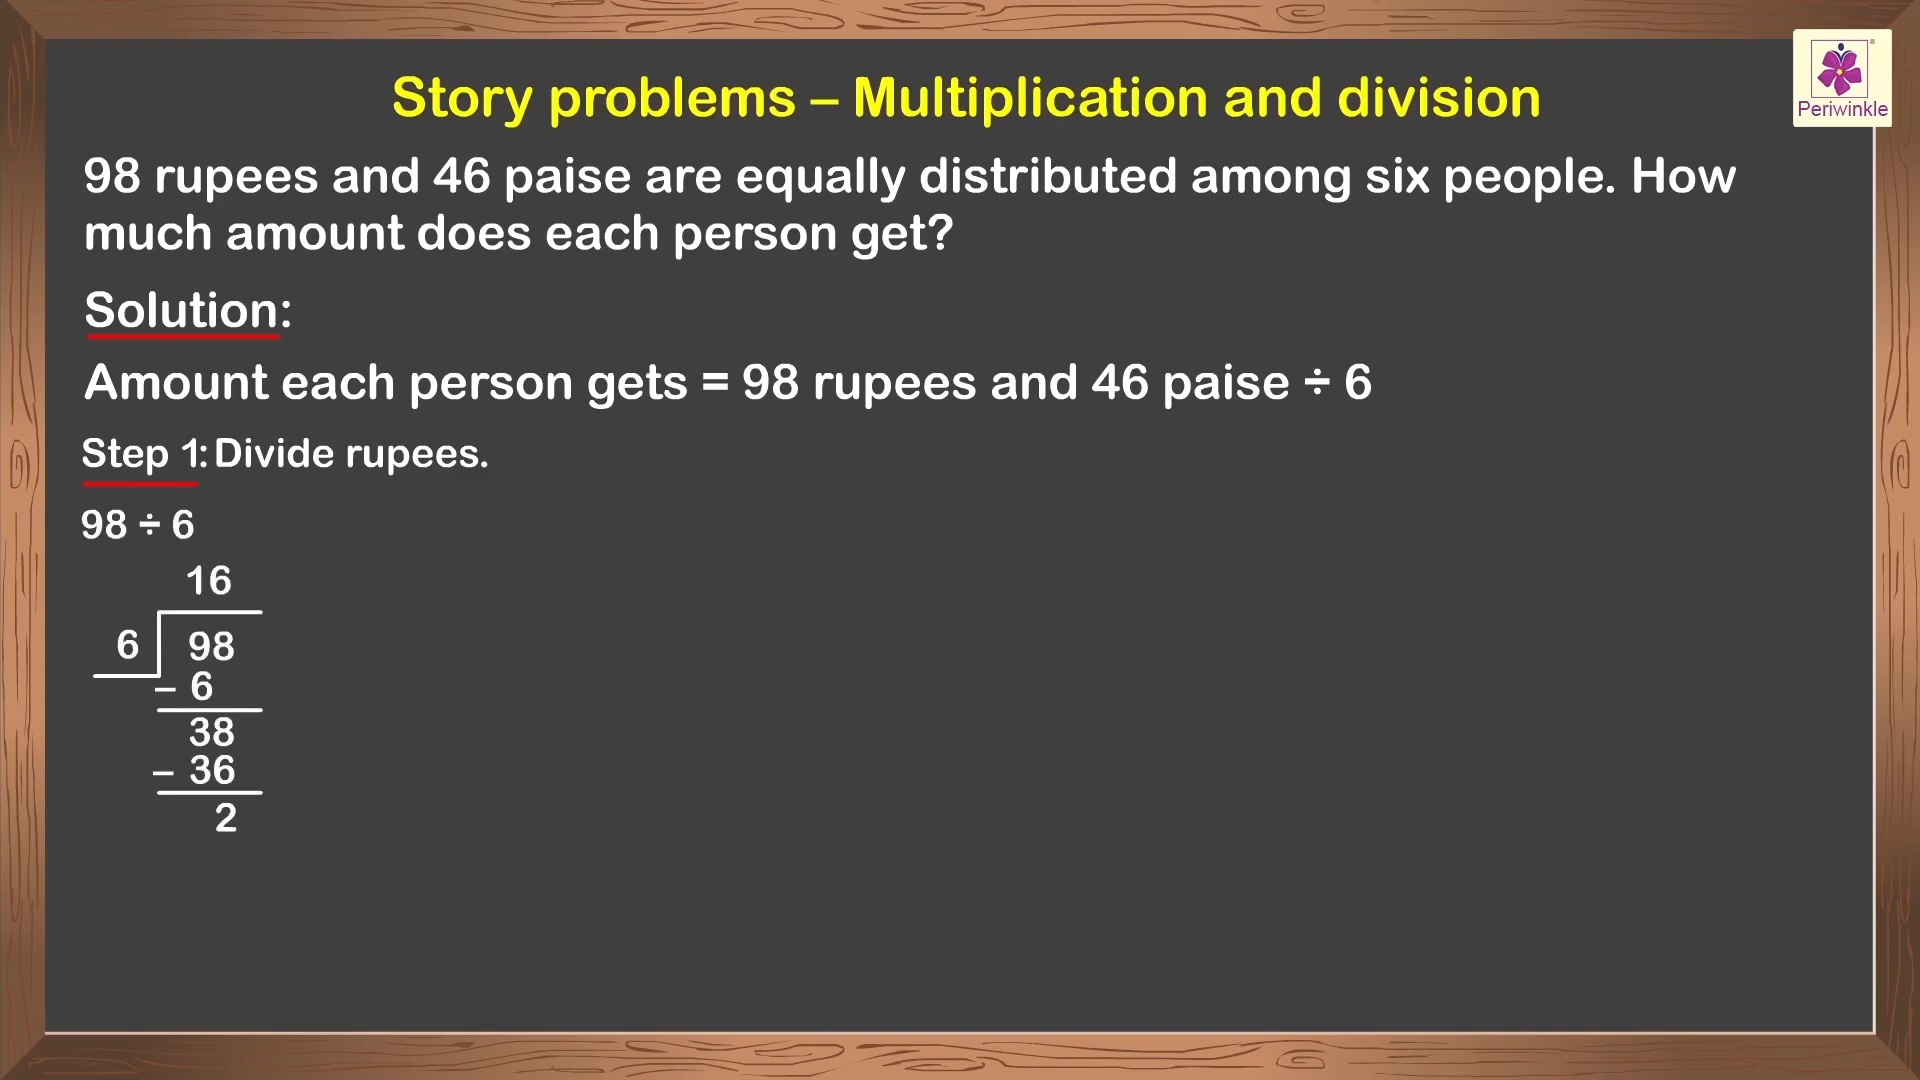 Story problems – Multiplication and division
®
Periwinkle
98 rupees and 46 paise are equally distributed among six people. How
much amount does each person get?
Solution:
Amount each person gets = 98 rupees and 46 paise ÷ 6
Step 1: Divide rupees.
98 ÷ 6
16
6 98
– 6
38
– 36
2